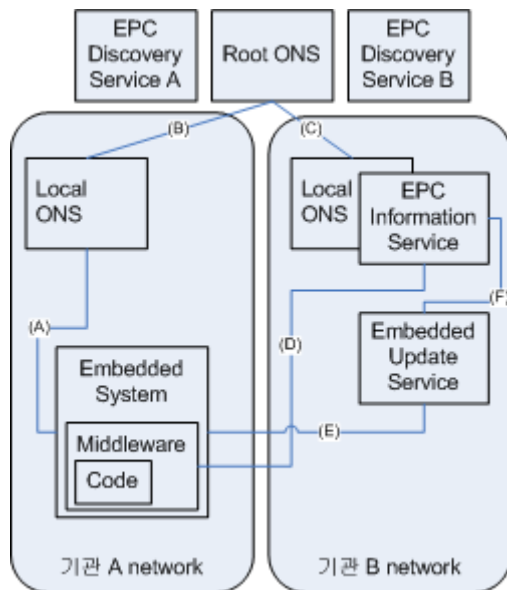 EPC
Discovery
Service A
Root ONS
EPC
Discovery
Service B
(B)
(C)
Local
ONS
Local
ONS
EPC
Information
Service
(A)
(D)
(F)
Embedded
System
Middleware
Code
Embedded
Update
Service
(E)
기관 A network
기관 B network